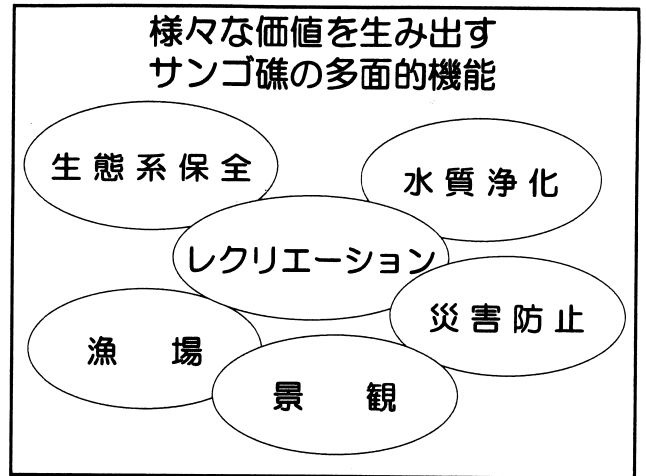 様々な価値を生み出す
サンゴ礁の多面的機能
生態系保全
水質浄化
レクリエーション
災害防止
漁　場
景　観